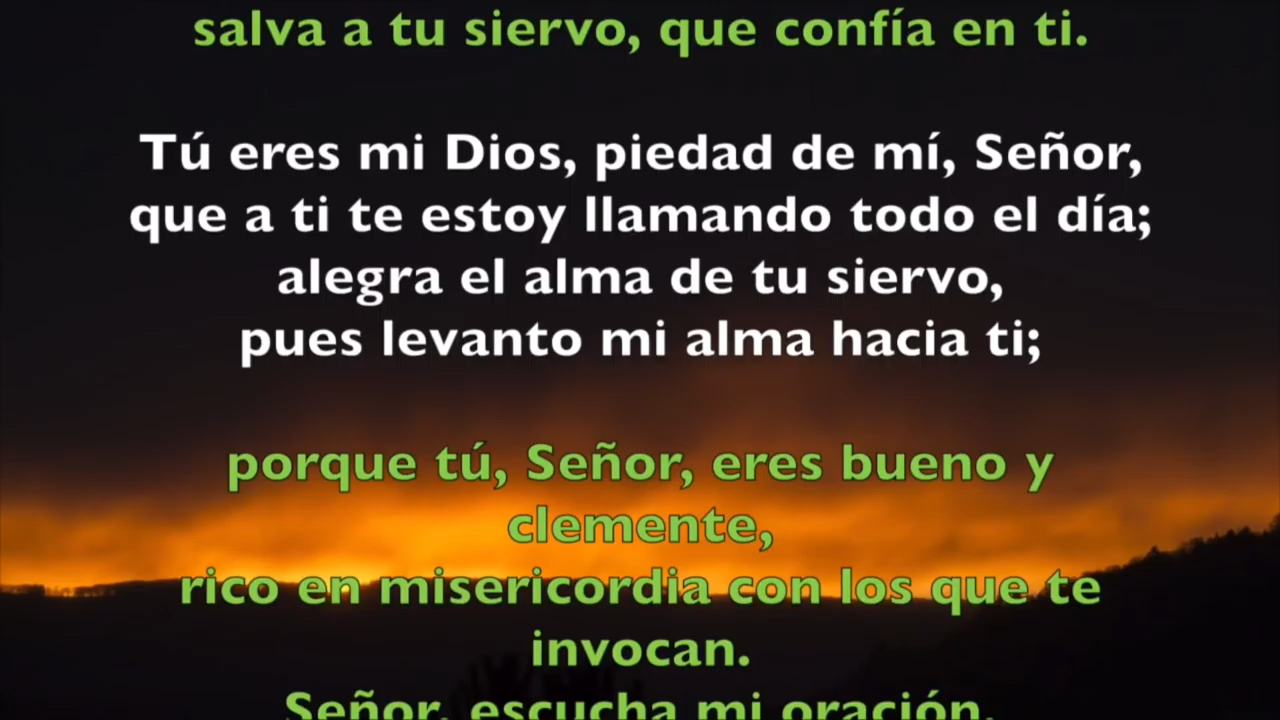 salva a tu siervo, que confía en ti.
Tú eres mi Dios, piedad de mí, Señor,
que a ti te estoy llamando todo el día;
alegra el alma de tu siervo,
pues levanto mi alma hacia ti;
porque tú, Señor, eres bueno y
clemente,
rico en misericordia con los que te
invocan.
Señor, escucha mi oración,